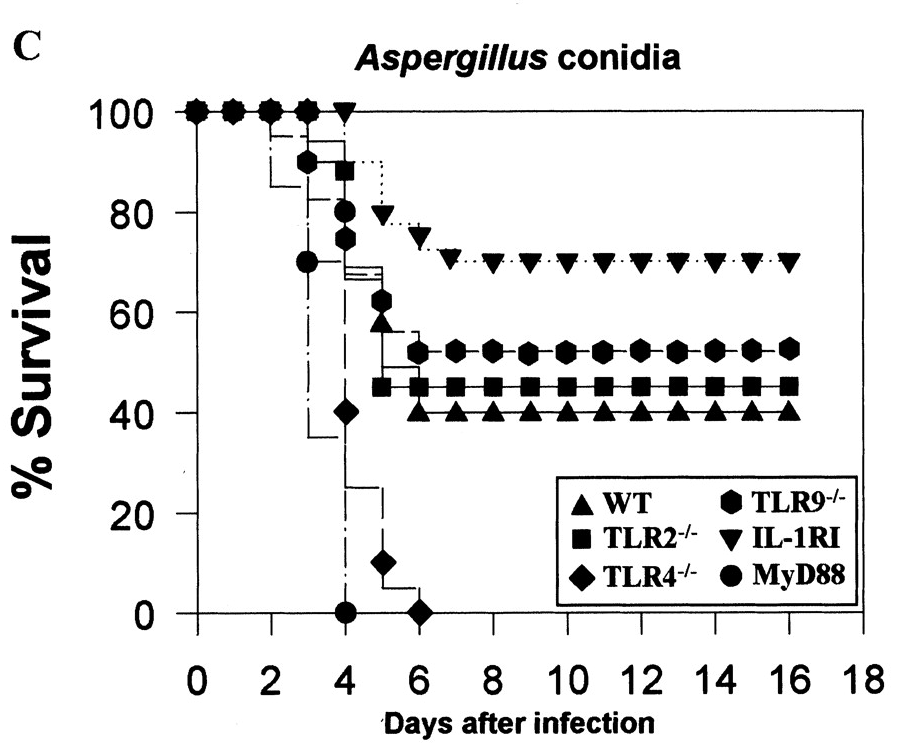 C
Aspergillus conidia
100
80
60
40
20
0
% Survival
0 2 4 6 8 10 12 14 16 18
Days after infection
WT TLR9-/-
TLR2-/- IL-1RI
TLR4-/- MyD88